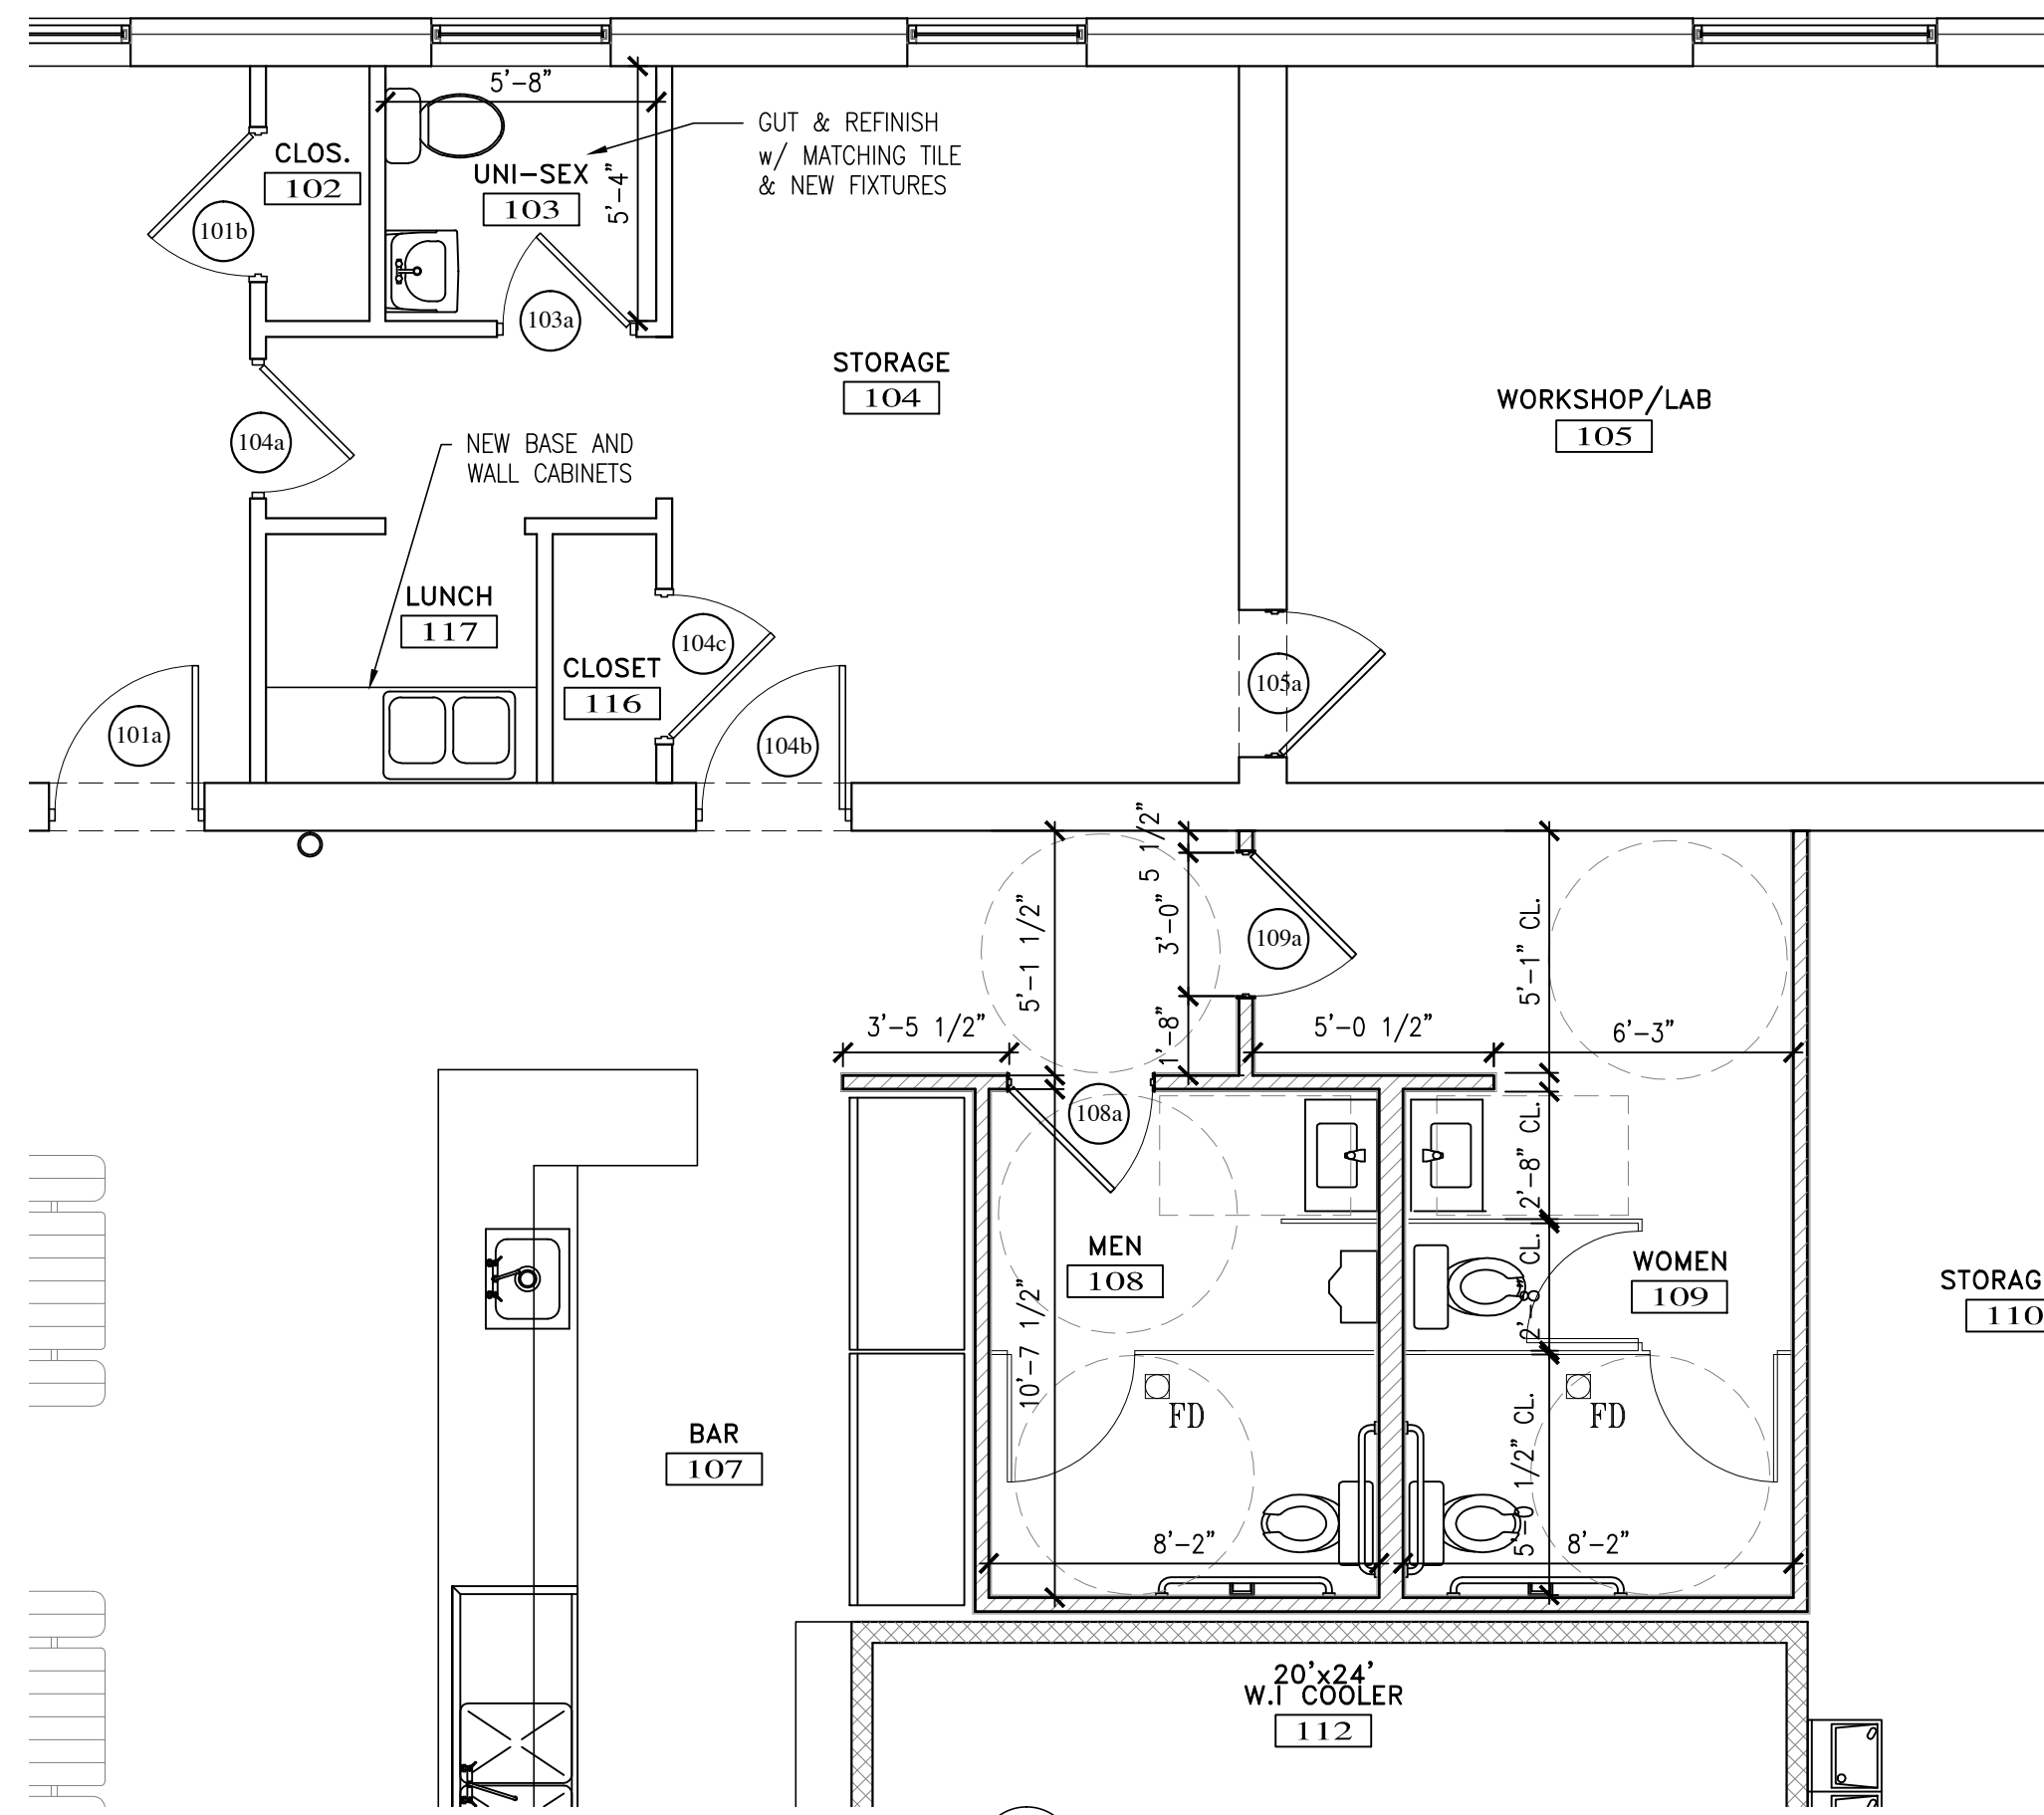 5'-8"
GUT & REFINISH
w/ MATCHING TILE
& NEW FIXTURES
CLOS.
102
UNI-SEX
103
5'-4"
101b
103a
STORAGE
104
WORKSHOP/LAB
105
104a
NEW BASE AND
WALL CABINETS
LUNCH
117
CLOSET
116
104c
105a
101a
104b
5 1/2"
5'-1 1/2"
3'-0"
109a
5'-1" CL.
1'-8"
3'-5 1/2"
5'-0 1/2"
6'-3"
108a
2'-8" CL.
MEN
108
2'-8" CL.
WOMEN
109
STORAG
110
10'-7 1/2"
FD
FD
BAR
107
5'-0 1/2" CL.
8'-2"
8'-2"
20'x24'
W.I COOLER
112